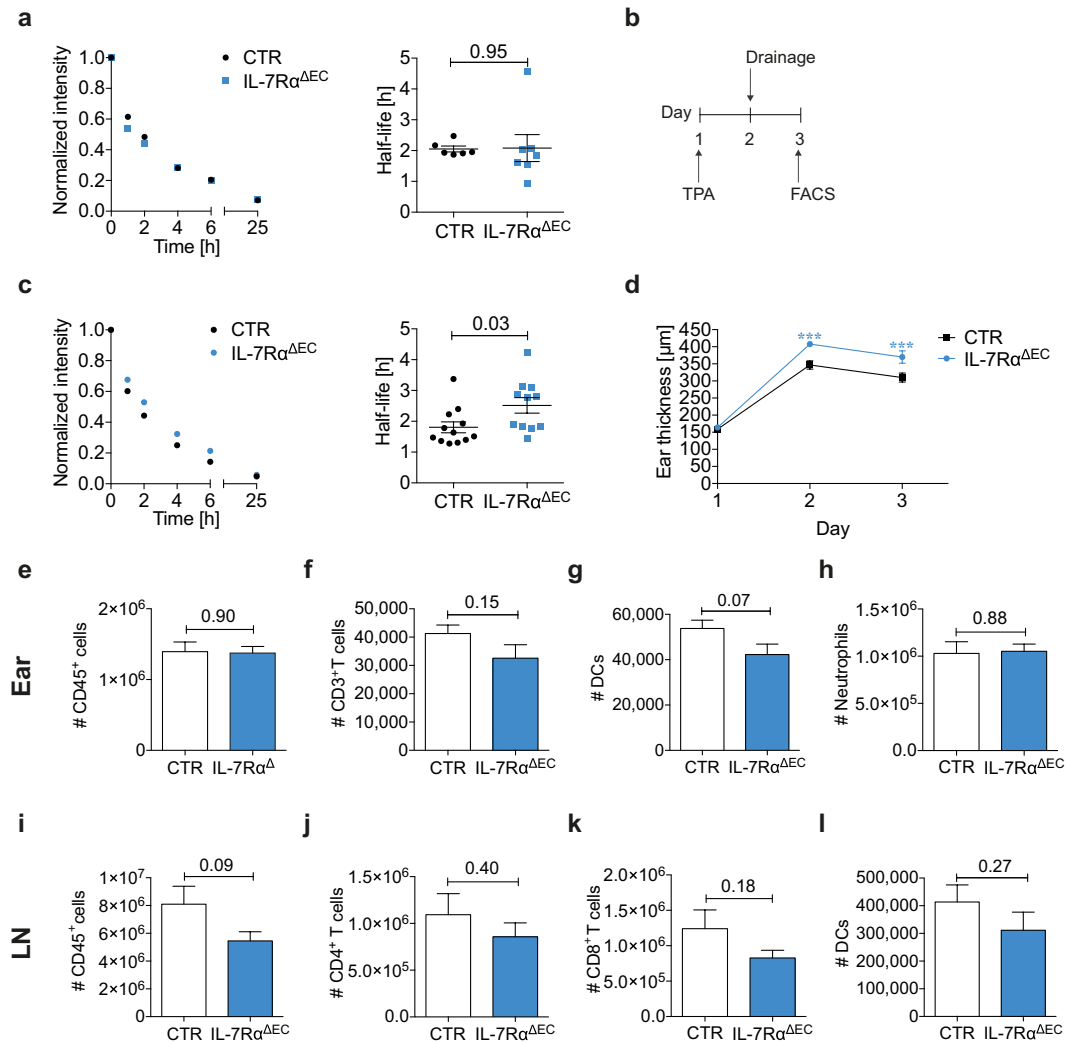 a
Normalized intensity
1.0
0.8
0.6
0.4
0.2
0.0
0 2 4 6 25
Time [h]
CTR
IL-7Rα^ΔEC
Half-life [h]
5
4
3
2
1
0
0.95
CTR IL-7Rα^ΔEC
b
Drainage
Day
1 2 3
TPA FACS
c
Normalized intensity
1.0
0.8
0.6
0.4
0.2
0.0
0 2 4 6 25
Time [h]
CTR
IL-7Rα^ΔEC
Half-life [h]
5
4
3
2
1
0
0.03
CTR IL-7Rα^ΔEC
d
Ear thickness [µm]
450
400
350
300
250
200
150
100
50
0
*** ***
1 2 3
Day
CTR
IL-7Rα^ΔEC
Ear
e
# CD45⁺ cells
2×10⁶
1×10⁶
0
0.90
CTR IL-7Rα^Δ
f
# CD3⁺T cells
50,000
40,000
30,000
20,000
10,000
0
0.15
CTR IL-7Rα^ΔEC
g
# DCs
60,000
40,000
20,000
0
0.07
CTR IL-7Rα^ΔEC
h
# Neutrophils
1.5×10⁶
1.0×10⁶
5.0×10⁵
0.0
0.88
CTR IL-7Rα^ΔEC
LN
i
# CD45⁺ cells
1×10⁷
8×10⁶
6×10⁶
4×10⁶
2×10⁶
0
0.09
CTR IL-7Rα^ΔEC
j
# CD4⁺ T cells
1.5×10⁶
1.0×10⁶
5.0×10⁵
0.0
0.40
CTR IL-7Rα^ΔEC
k
# CD8⁺T cells
2.0×10⁶
1.5×10⁶
1.0×10⁶
5.0×10⁵
0.0
0.18
CTR IL-7Rα^ΔEC
l
# DCs
500,000
400,000
300,000
200,000
100,000
0
0.27
CTR IL-7Rα^ΔEC